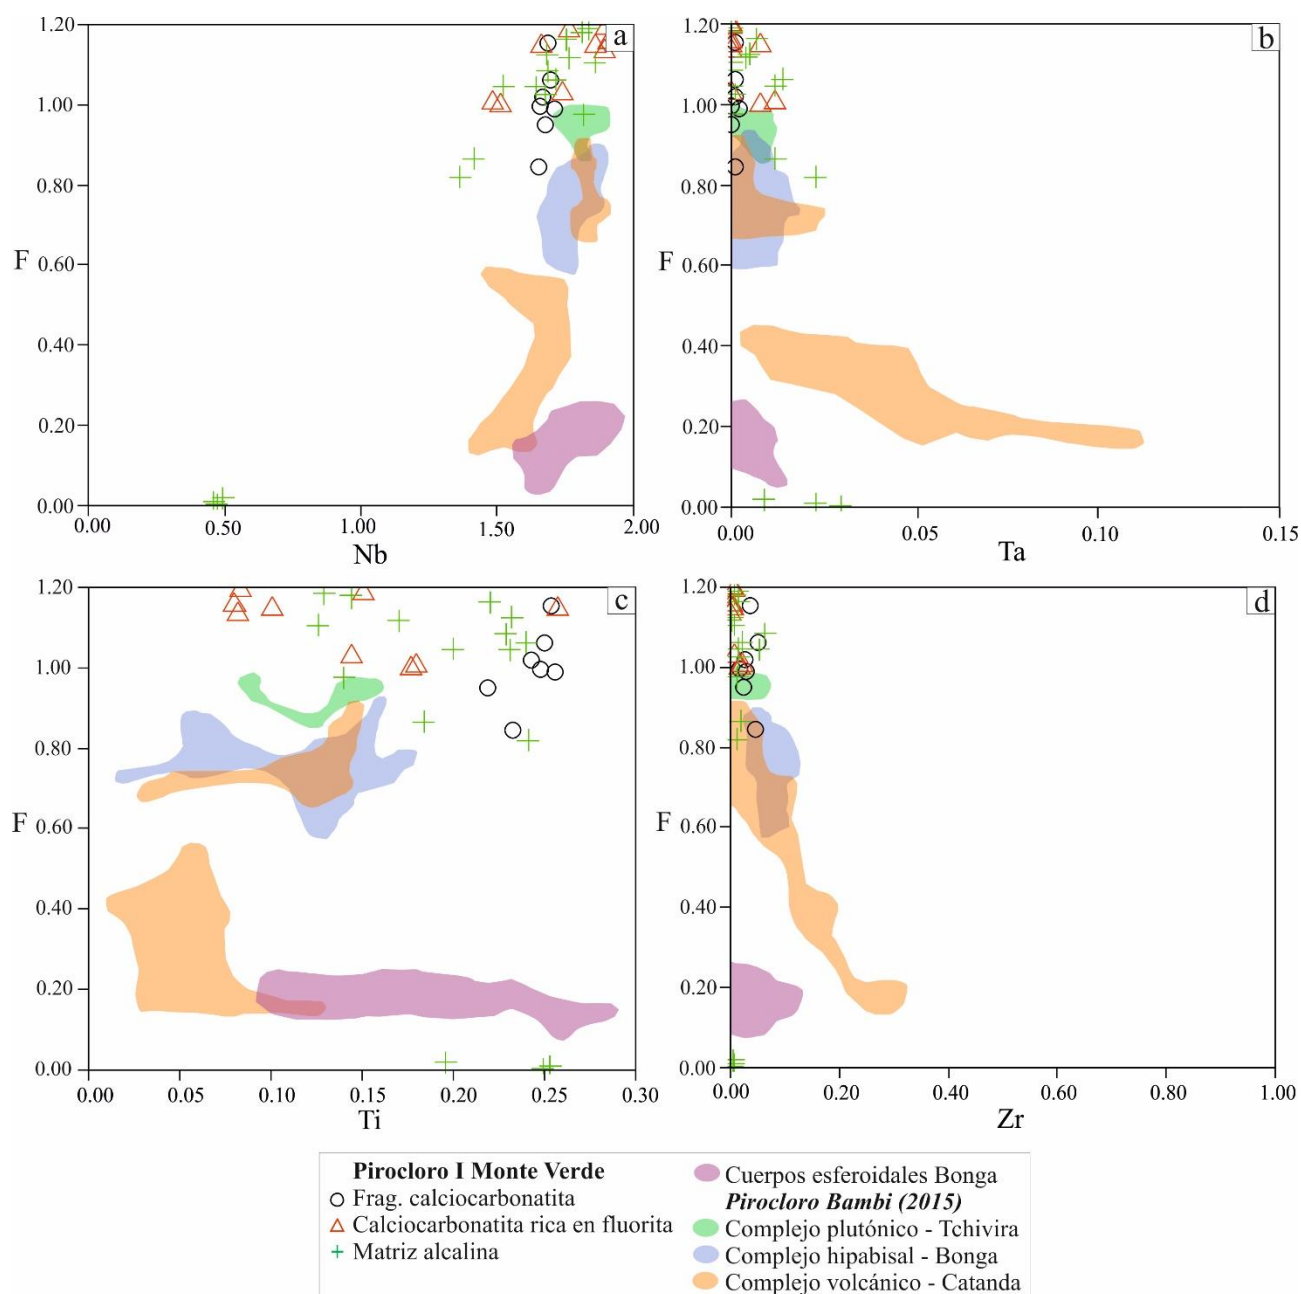 a
1.20
1.00
0.80
F 0.60
0.40
0.20
0.00
0.00 0.50 1.00 1.50 2.00
Nb
b
1.20
1.00
0.80
F 0.60
0.40
0.20
0.00
0.00 0.05 0.10 0.15
Ta
c
1.20
1.00
0.80
F 0.60
0.40
0.20
0.00
0.00 0.05 0.10 0.15 0.20 0.25 0.30
Ti
d
1.20
1.00
0.80
F 0.60
0.40
0.20
0.00
0.00 0.20 0.40 0.60 0.80 1.00
Zr
Pirocloro I Monte Verde
Frag. calciocarbonatita
Calciocarbonatita rica en fluorita
Matriz alcalina
Cuerpos esferoidales Bonga
Pirocloro Bambi (2015)
Complejo plutónico - Tchivira
Complejo hipabisal - Bonga
Complejo volcánico - Catanda